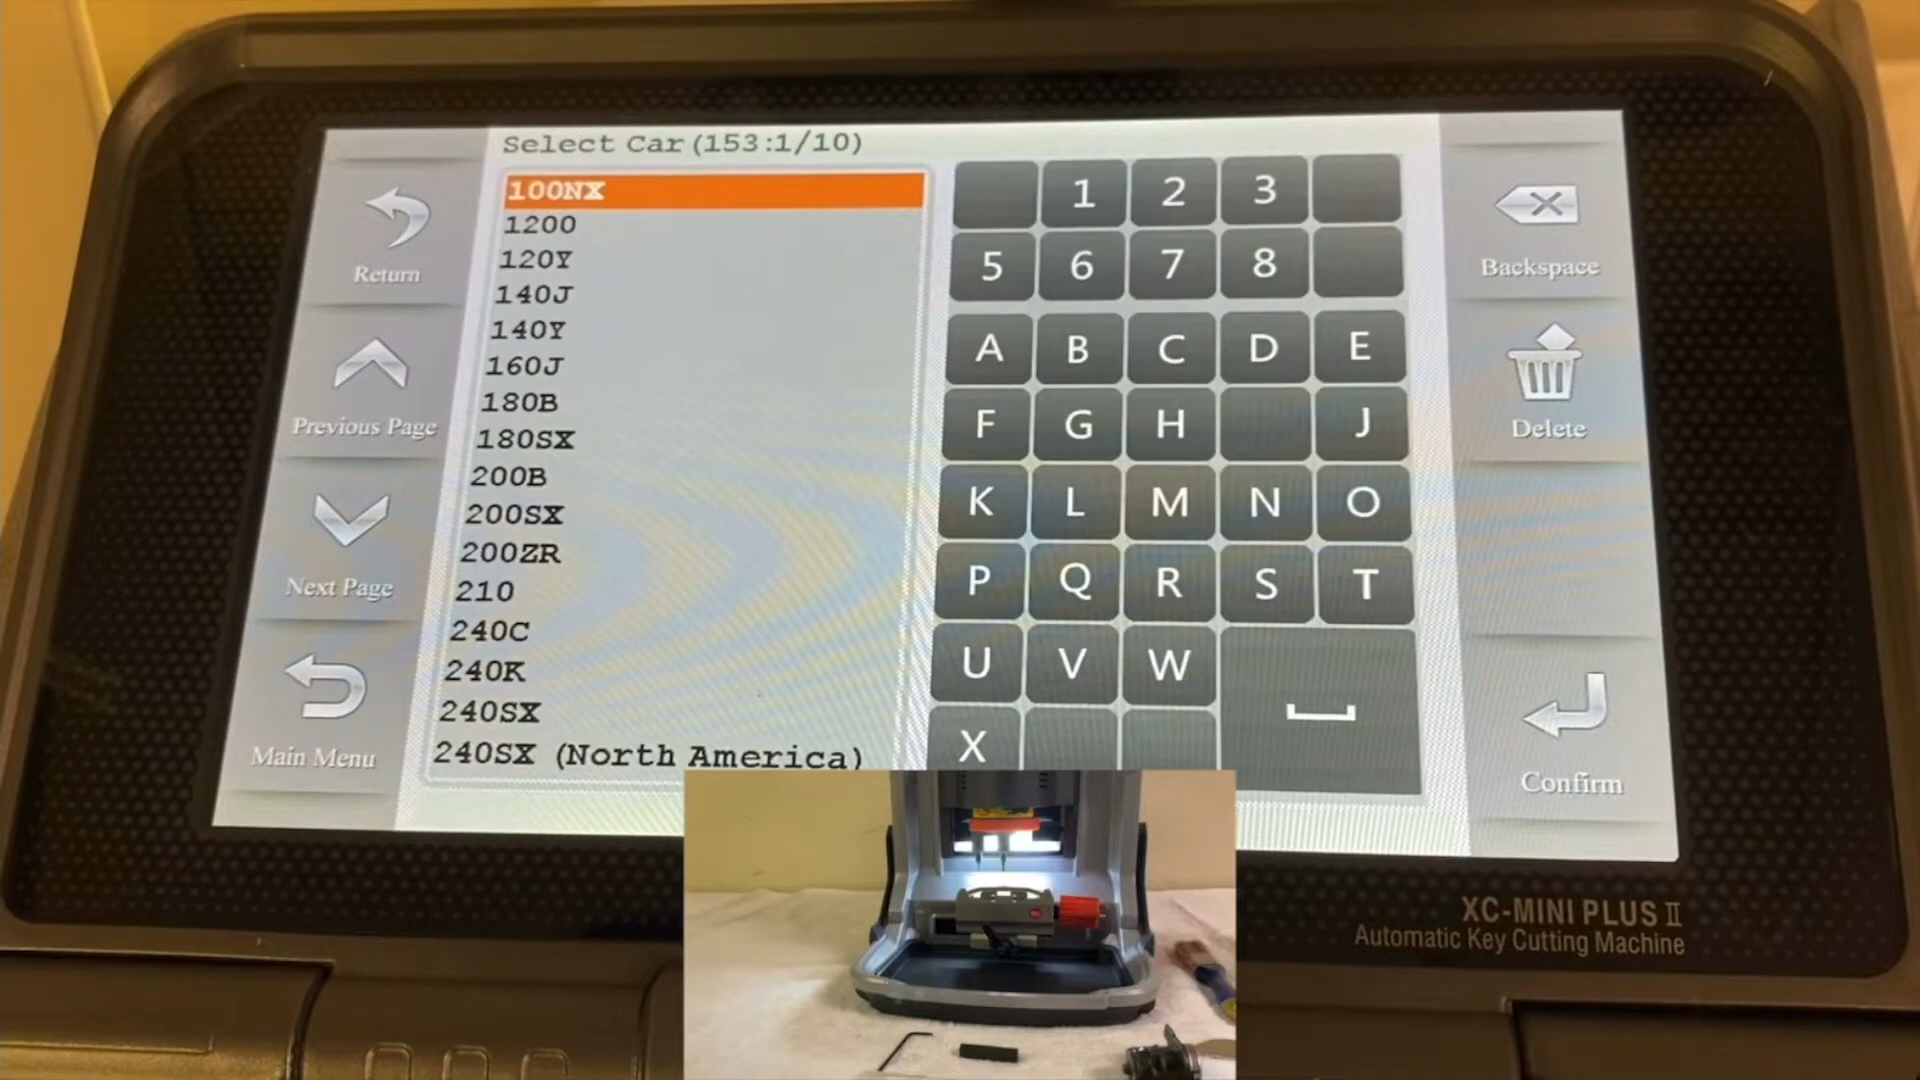 Select Car(153:1/10)
100NX
1200
120Y
140J
140Y
160J
180B
180SX
200B
200SX
200ZR
210
240C
240K
240SX
240SX (North America)
Return
Previous Page
Next Page
Main Menu
1 2 3
5 6 7 8
A B C D E
F G H J
K L M N O
P Q R S T
U V W
X
Backspace
Delete
Confirm
XC-MINI PLUS II
Automatic Key Cutting Machine